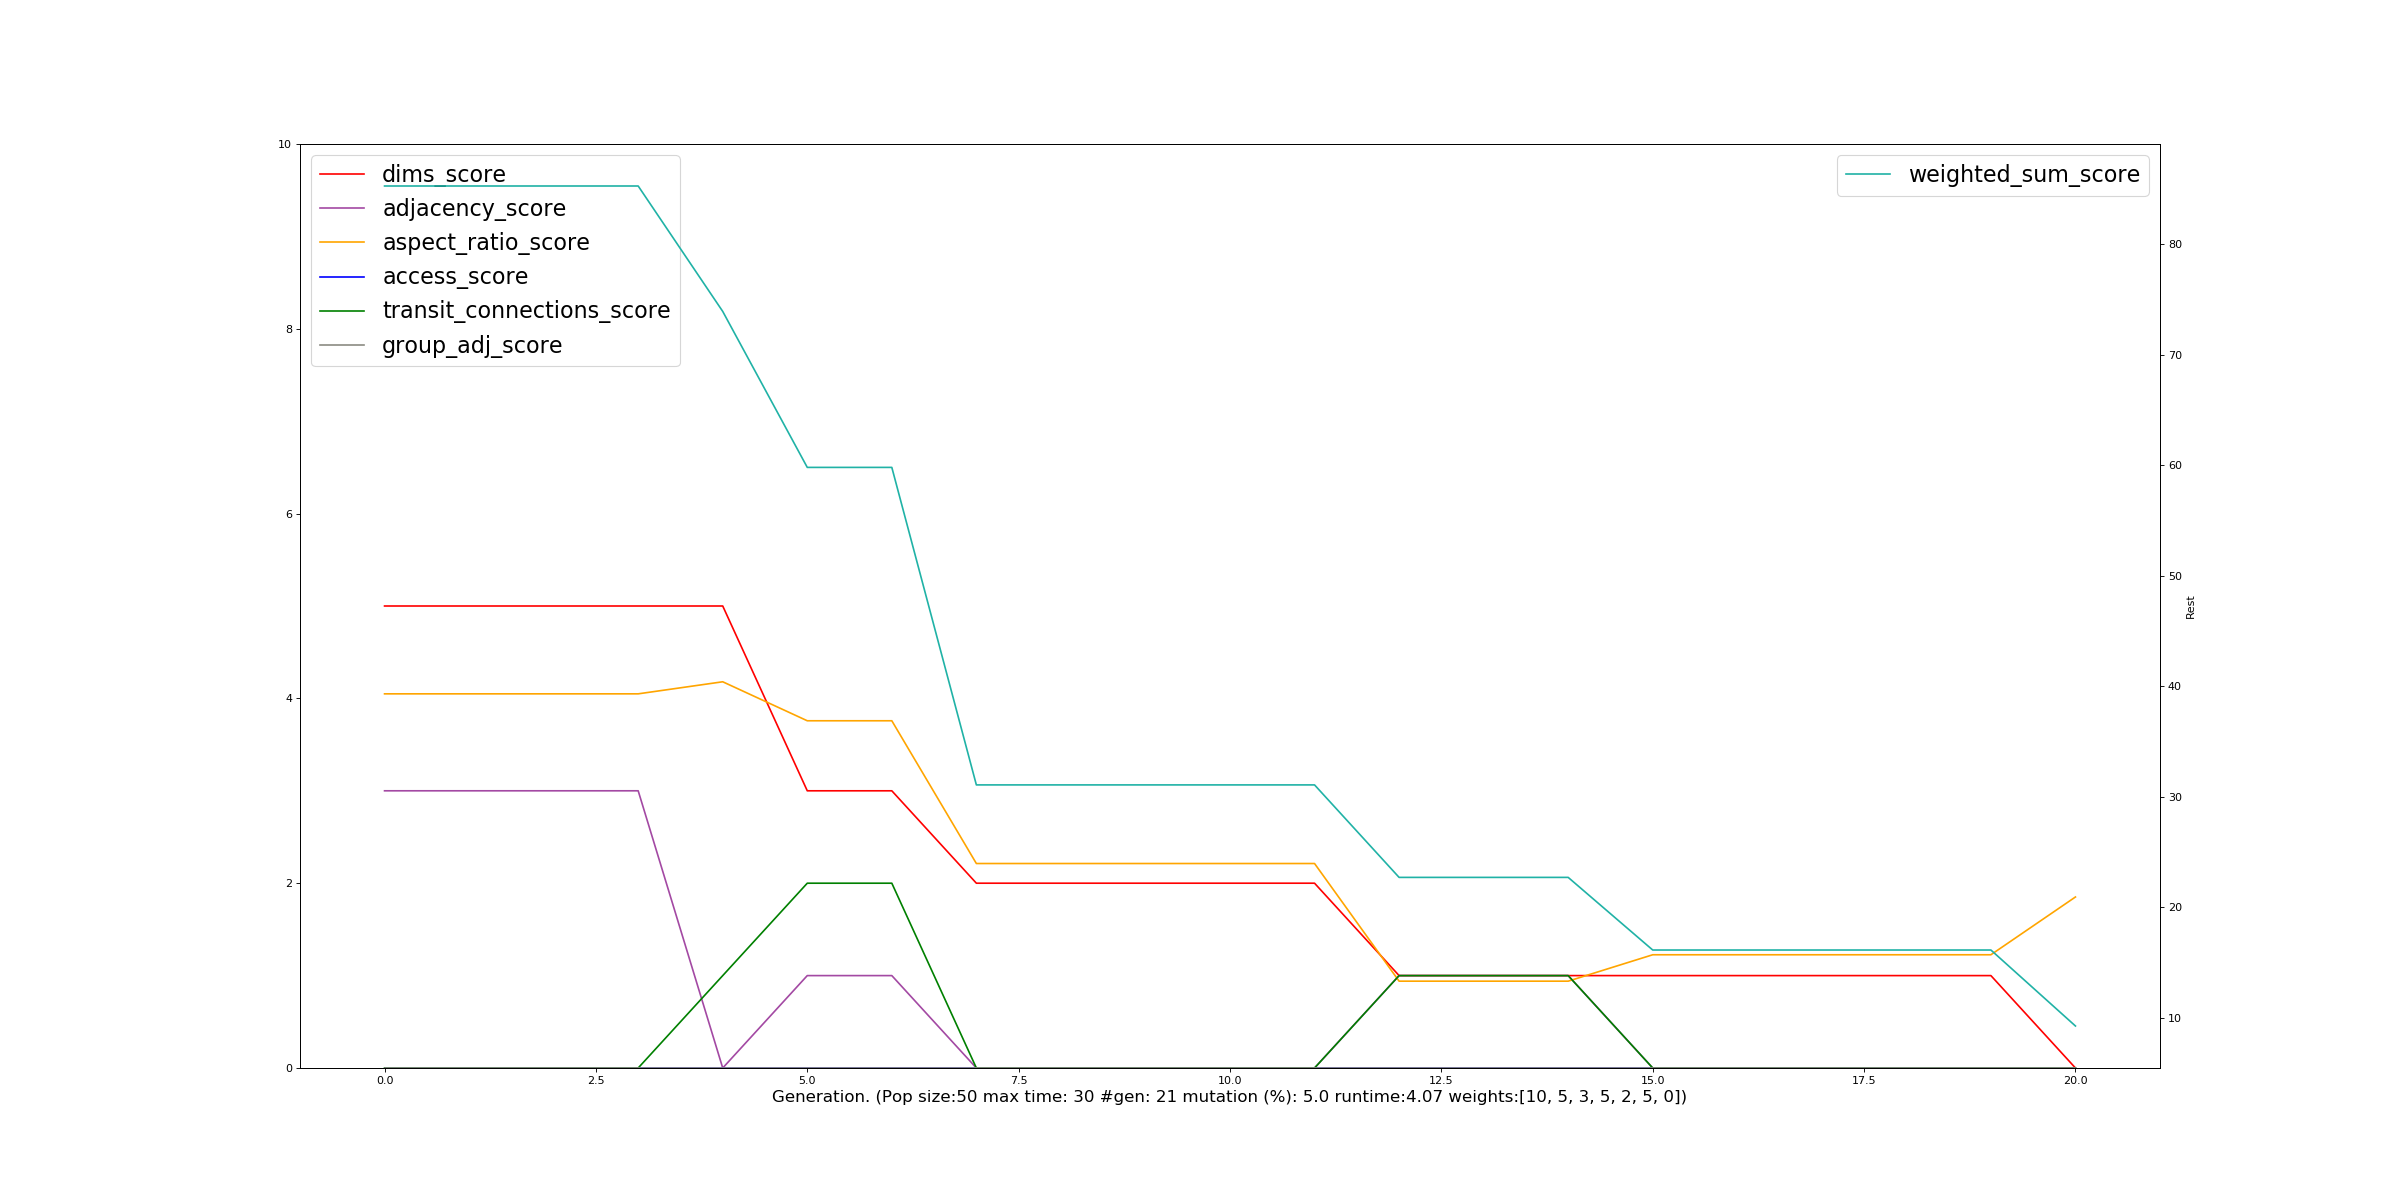 dims_score
adjacency_score
aspect_ratio_score
access_score
transit_connections_score
group_adj_score
weighted_sum_score
10
8
6
4
2
0
80
70
60
50
40
30
20
10
Rest
0.0 2.5 5.0 7.5 10.0 12.5 15.0 17.5 20.0
Generation. (Pop size:50 max time: 30 #gen: 21 mutation (%): 5.0 runtime:4.07 weights:[10, 5, 3, 5, 2, 5, 0])